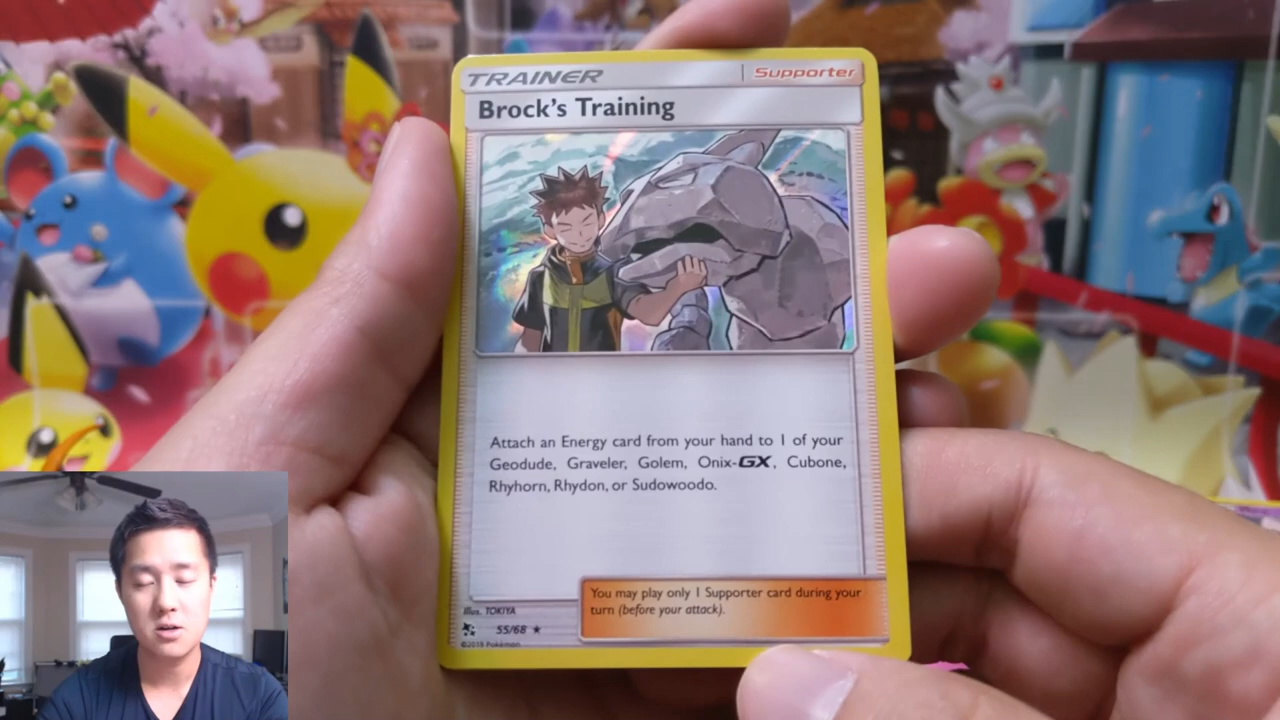 TRAINER
Supporter
Brock's Training
Attach an Energy card from your hand to 1 of your
Geodude, Graveler, Golem, Onix-GX, Cubone,
Rhyhorn, Rhydon, or Sudowoodo.
You may play only 1 Supporter card during your
turn (before your attack).
Illus. TOKIYA
55/68 ★
©2019 Pokémon